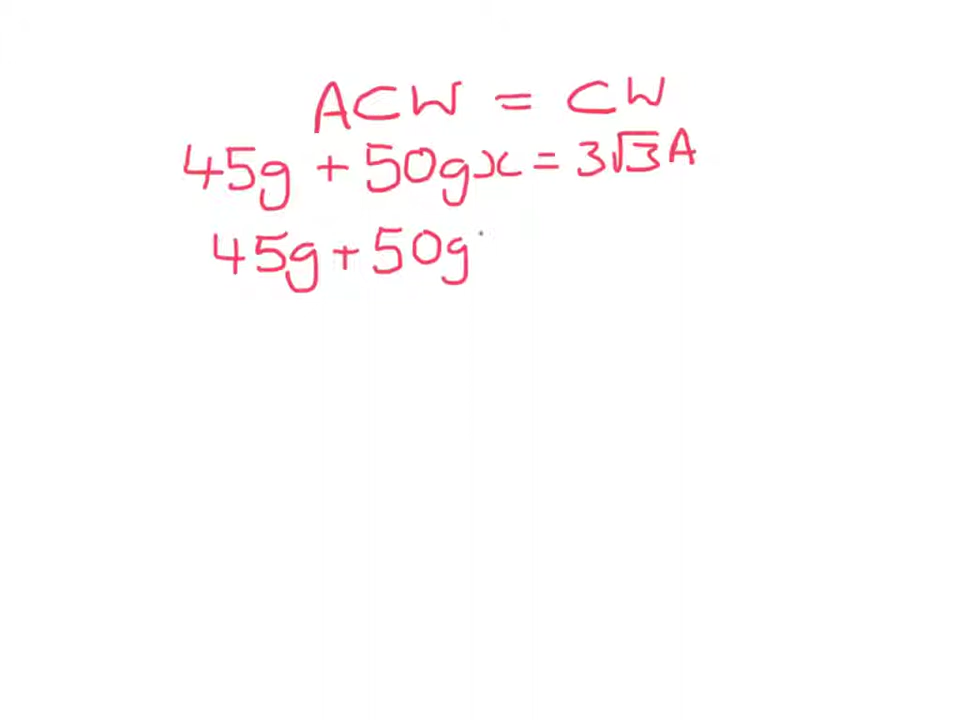 ACW = CW
45g + 50gx = 3√3A
45g + 50g